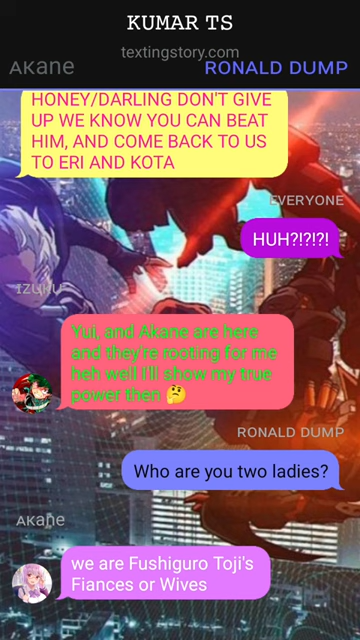 KUMAR TS
textingstory.com
AKane
RONALD DUMP
HONEY/DARLING DON'T GIVE
UP WE KNOW YOU CAN BEAT
HIM, AND COME BACK TO US
TO ERI AND KOTA
EVERYONE
HUH?!?!?!
IZUKU
Yui, and Akane are here
and they're rooting for me
heh well I'll show my true
power then 🤔
RONALD DUMP
Who are you two ladies?
AKane
we are Fushiguro Toji's
Fiances or Wives